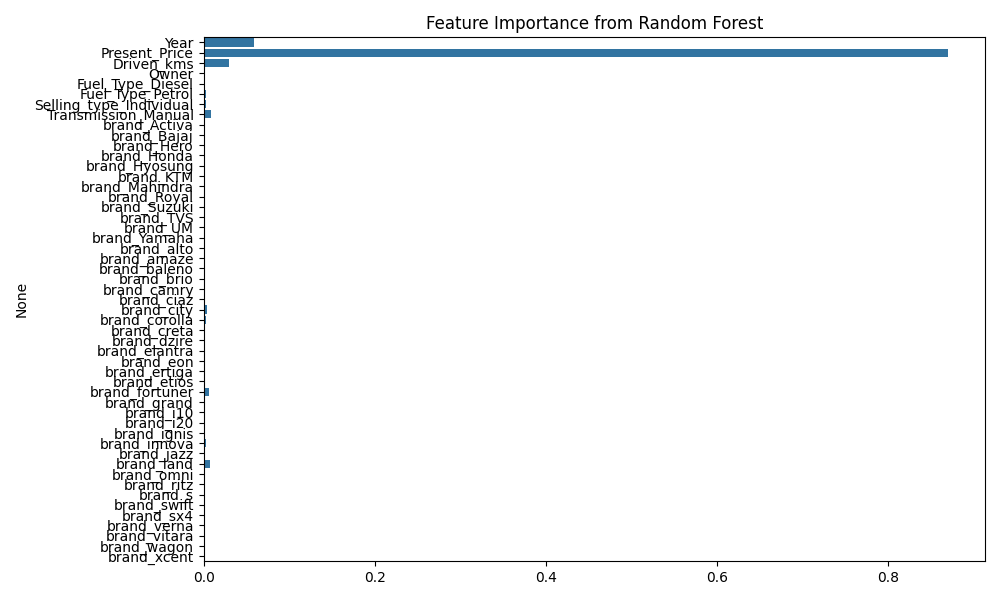 Feature Importance from Random Forest
Year
Present_Price
Driven_kms
Owner
Fuel_Type_Diesel
Fuel_Type_Petrol
Selling_type_Individual
Transmission_Manual
brand_Activa
brand_Bajaj
brand_Hero
brand_Honda
brand_Hyosung
brand_KTM
brand_Mahindra
brand_Royal
brand_Suzuki
brand_TVS
brand_UM
brand_Yamaha
brand_alto
brand_amaze
brand_baleno
brand_brio
brand_camry
brand_ciaz
brand_city
brand_corolla
brand_creta
brand_dzire
brand_elantra
brand_eon
brand_ertiga
brand_etios
brand_fortuner
brand_grand
brand_i10
brand_i20
brand_ignis
brand_innova
brand_jazz
brand_land
brand_omni
brand_ritz
brand_s
brand_swift
brand_sx4
brand_verna
brand_vitara
brand_wagon
brand_xcent
None
0.0 0.2 0.4 0.6 0.8